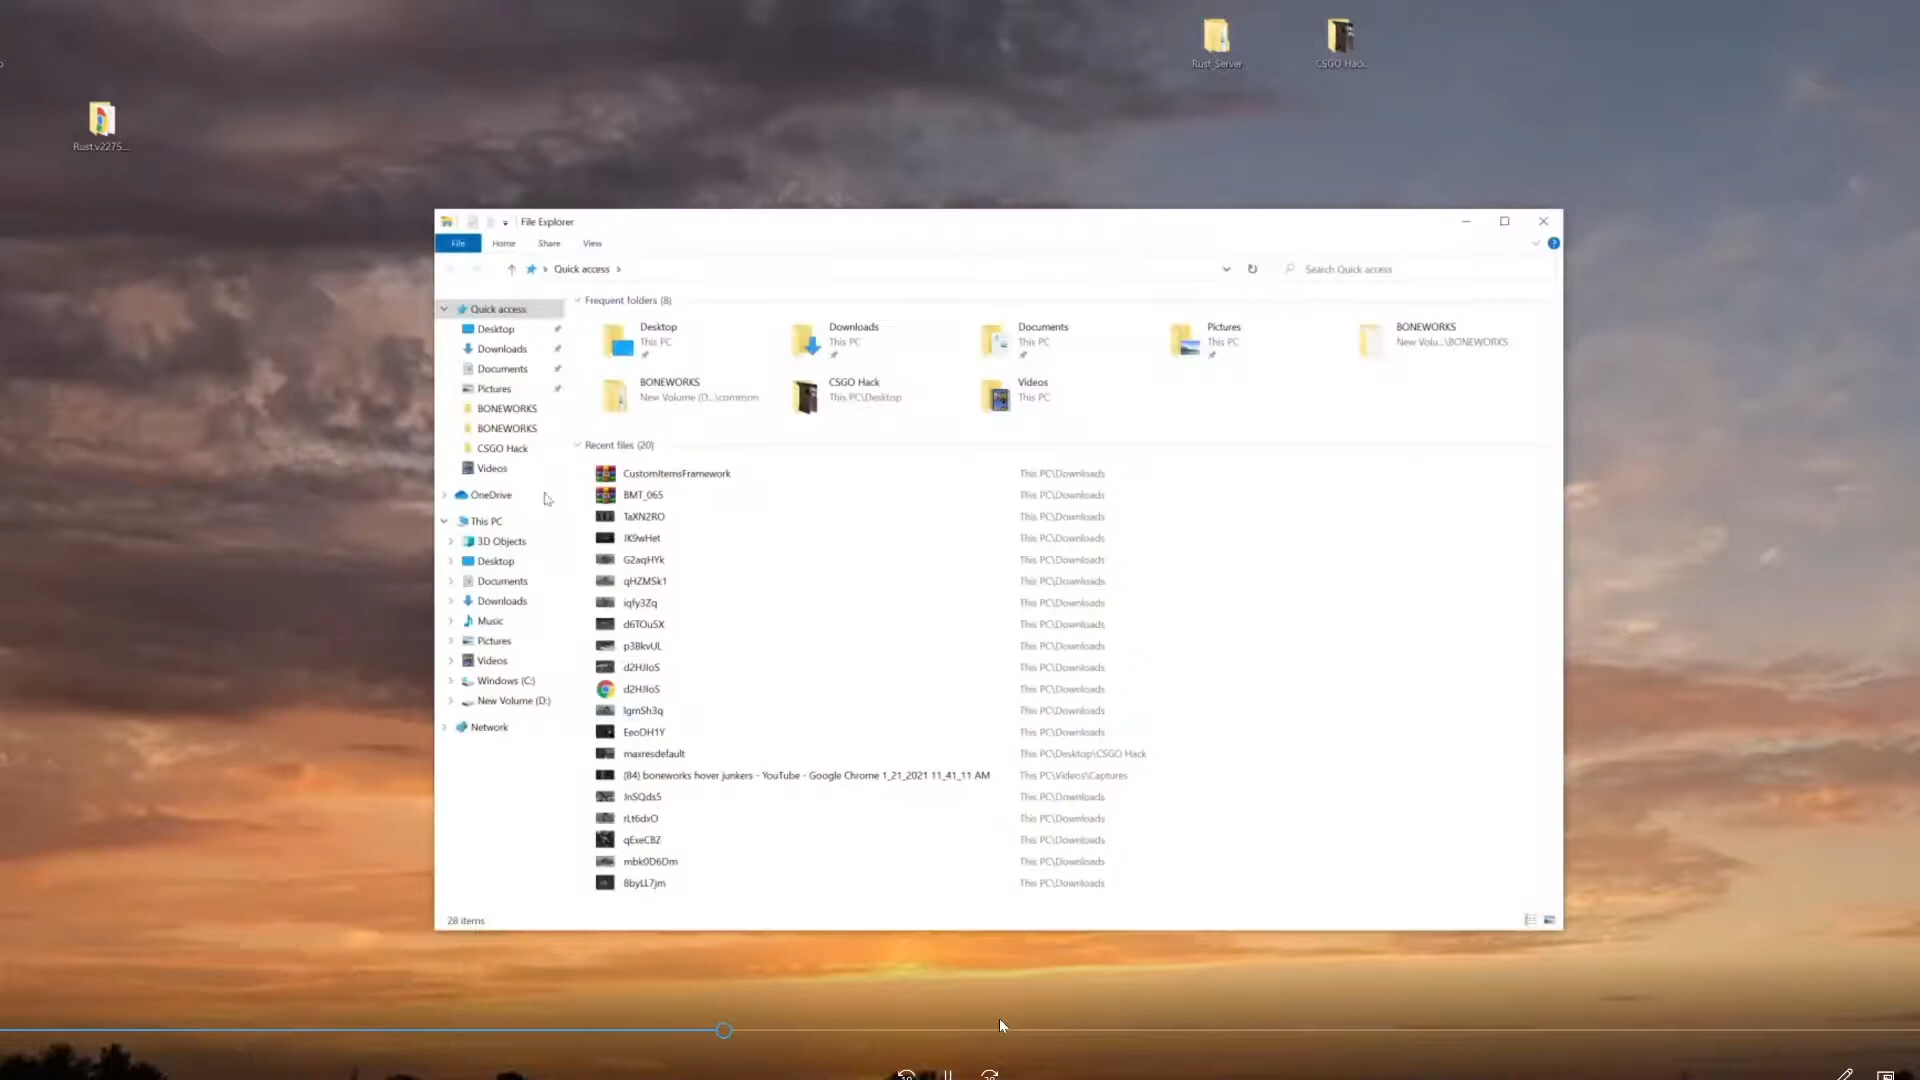 Rust_Server
CSGO Hack
Rust.v2275....
File Explorer
File
Home
Share
View
Quick access
Search Quick access
Quick access
Desktop
Downloads
Documents
Pictures
BONEWORKS
BONEWORKS
CSGO Hack
Videos
OneDrive
This PC
3D Objects
Desktop
Documents
Downloads
Music
Pictures
Videos
Windows (C:)
New Volume (D:)
Network
Frequent folders (8)
Desktop
This PC
Downloads
This PC
Documents
This PC
Pictures
This PC
BONEWORKS
New Volu...\BONEWORKS
BONEWORKS
New Volume (D...\common
CSGO Hack
This PC\Desktop
Videos
This PC
Recent files (20)
CustomItemsFramework This PC\Downloads
BMT_065 This PC\Downloads
TaXN2RO This PC\Downloads
JK9wHet This PC\Downloads
G2aqHYk This PC\Downloads
qHZMSk1 This PC\Downloads
iqfy3Zq This PC\Downloads
d6TOu5X This PC\Downloads
p3BkvUL This PC\Downloads
d2HJIoS This PC\Downloads
d2HJIoS This PC\Downloads
lgmSh3q This PC\Downloads
EeoDH1Y This PC\Downloads
maxresdefault This PC\Desktop\CSGO Hack
(84) boneworks hover junkers - YouTube - Google Chrome 1_21_2021 11_41_11 AM This PC\Videos\Captures
JnSQds5 This PC\Downloads
rLt6dxO This PC\Downloads
qExeCBZ This PC\Downloads
mbk0D6Dm This PC\Downloads
8byLL7jm This PC\Downloads
28 items